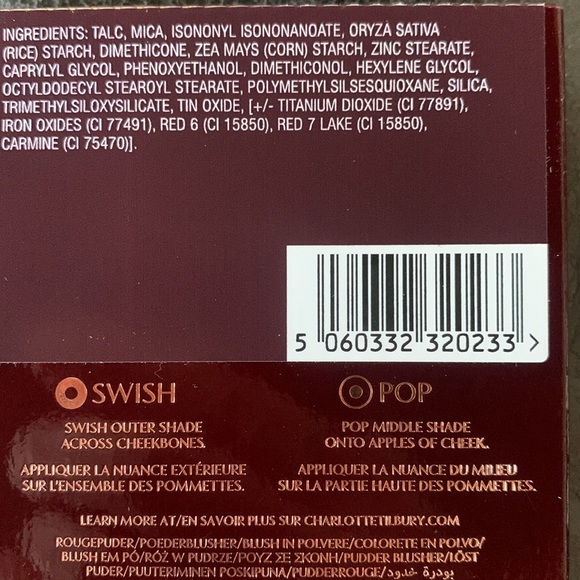 INGREDIENTS: TALC, MICA, ISONONYL ISONONANOATE, ORYZA SATIVA
(RICE) STARCH, DIMETHICONE, ZEA MAYS (CORN) STARCH, ZINC STEARATE,
CAPRYLYL GLYCOL, PHENOXYETHANOL, DIMETHICONOL, HEXYLENE GLYCOL,
OCTYLDODECYL STEAROYL STEARATE, POLYMETHYLSILSESQUIOXANE, SILICA,
TRIMETHYLSILOXYSILICATE, TIN OXIDE, [+/- TITANIUM DIOXIDE (CI 77891),
IRON OXIDES (CI 77491), RED 6 (CI 15850), RED 7 LAKE (CI 15850),
CARMINE (CI 75470)].
5 060332 320233 >
SWISH
SWISH OUTER SHADE
ACROSS CHEEKBONES.
APPLIQUER LA NUANCE EXTÉRIEURE
SUR L'ENSEMBLE DES POMMETTES.
POP
POP MIDDLE SHADE
ONTO APPLES OF CHEEK.
APPLIQUER LA NUANCE DU MILIEU
SUR LA PARTIE HAUTE DES POMMETTES.
LEARN MORE AT/EN SAVOIR PLUS SUR CHARLOTTETILBURY.COM
ROUGEPUDER/POEDERBLUSHER/BLUSH IN POLVERE/COLORETE EN POLVO/
BLUSH EM PÓ/RÓŻ W PUDRZE/ΡΟΥΖ ΣΕ ΣΚΟΝΗ/PUDDER BLUSHER/LÖST
PUDER/PUUTERIMINEN POSKIPUNA/PUDDERROUGE/بودرة خدود